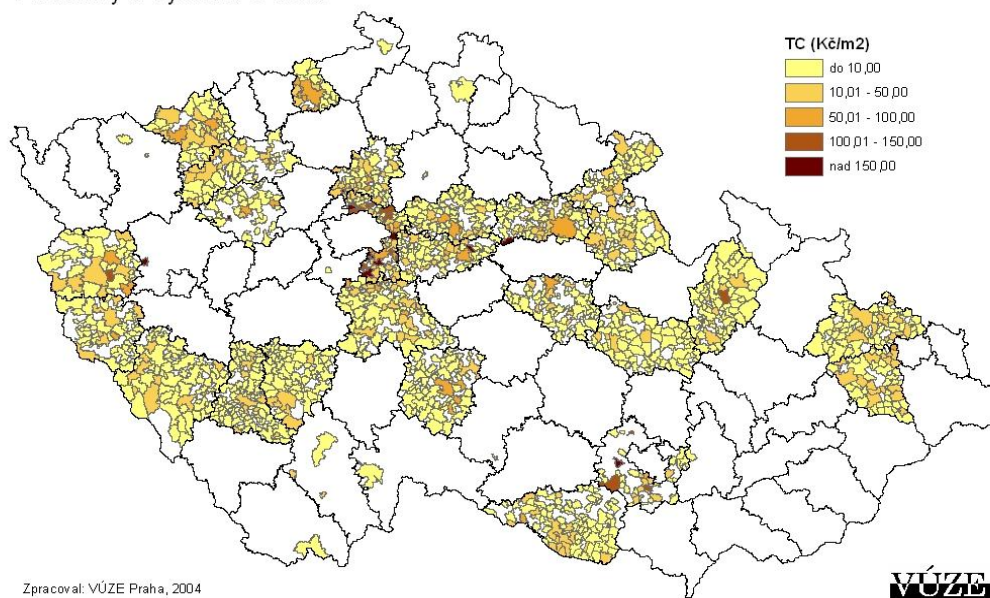 TC (Kč/m2)
do 10,00
10,01 - 50,00
50,01 - 100,00
100,01 - 150,00
nad 150,00
Zpracoval: VÚZE Praha, 2004
VÚZE